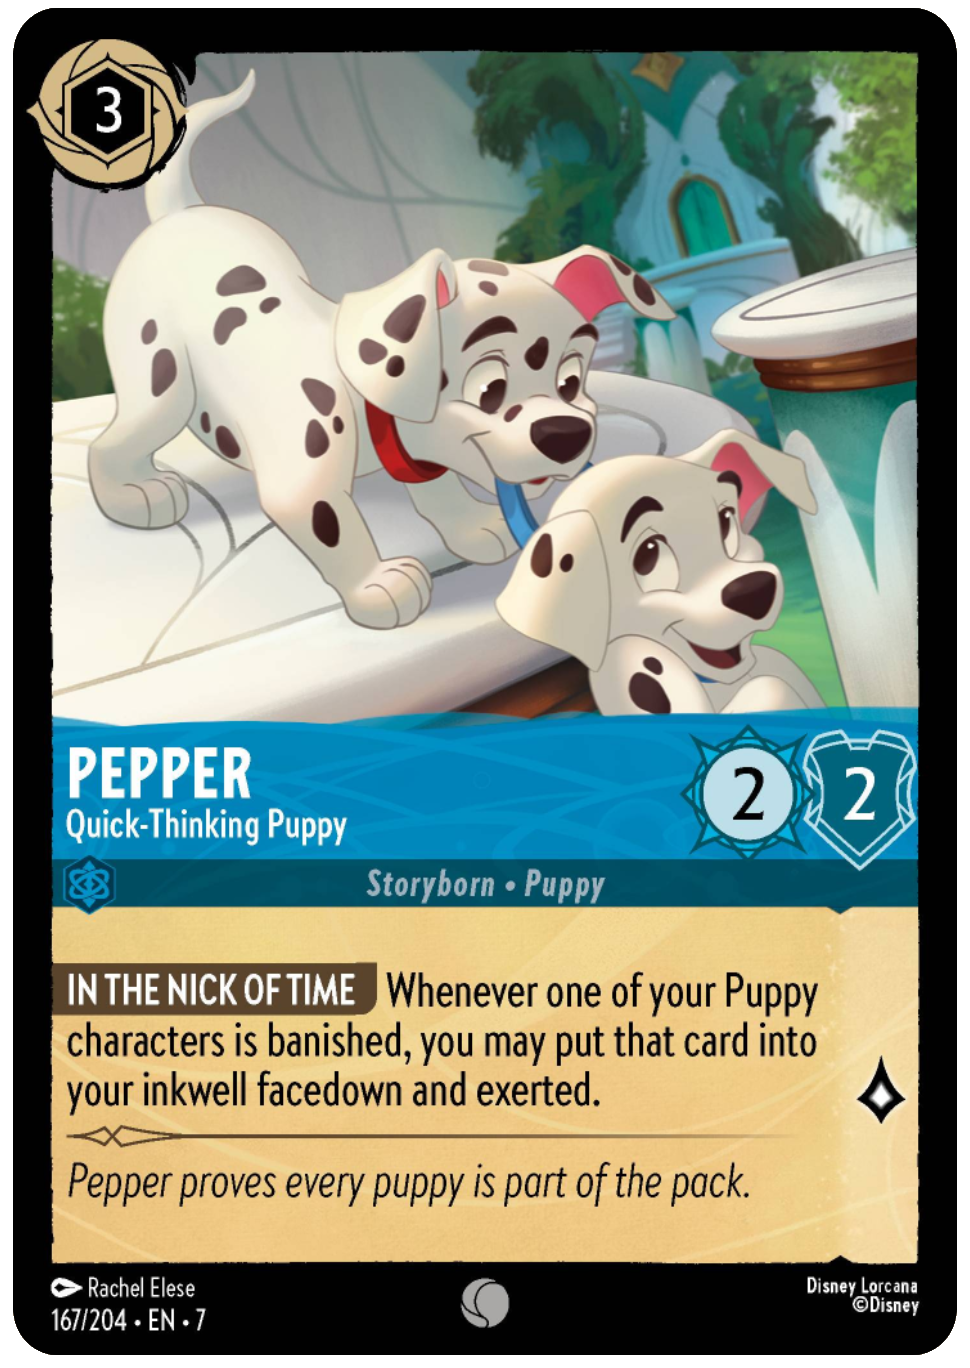 3
PEPPER
Quick-Thinking Puppy
2
2
Storyborn • Puppy
IN THE NICK OF TIME Whenever one of your Puppy
characters is banished, you may put that card into
your inkwell facedown and exerted.
Pepper proves every puppy is part of the pack.
Rachel Elese
167/204 • EN • 7
Disney Lorcana
©Disney